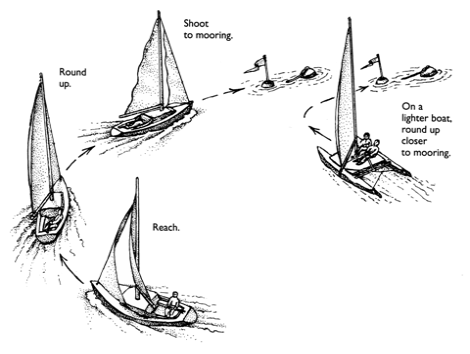 Shoot
to mooring.
Round
up.
On a
lighter boat,
round up
closer
to mooring.
Reach.